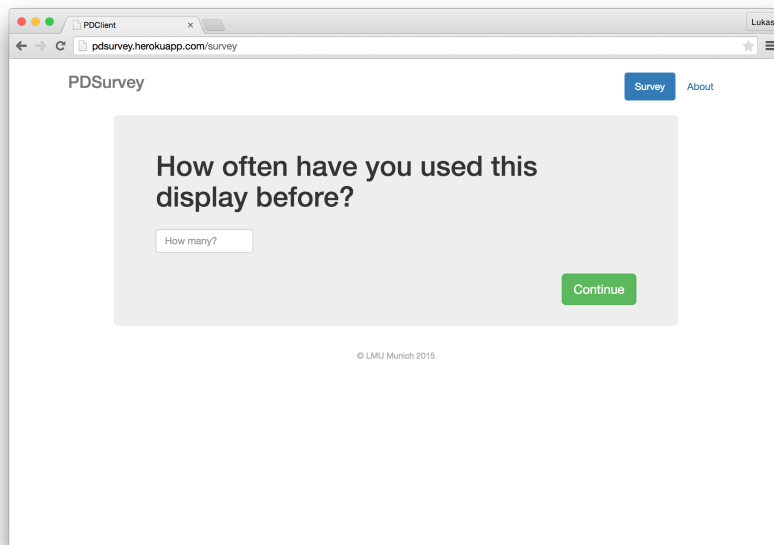 PDClient
Lukas
pdsurvey.herokuapp.com/survey
PDSurvey
Survey
About
How often have you used this
display before?
How many?
Continue
© LMU Munich 2015